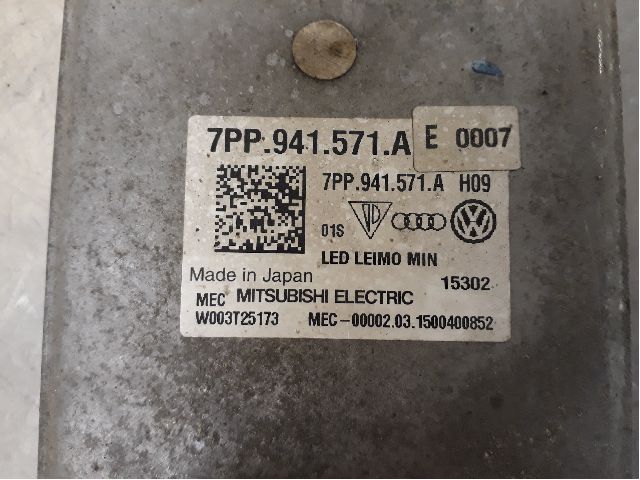 7PP.941.571.A
E 0007
7PP.941.571.A H09
01S
LED LEIMO MIN
Made in Japan 15302
MEC MITSUBISHI ELECTRIC
W003T25173 MEC-00002.03.1500400852